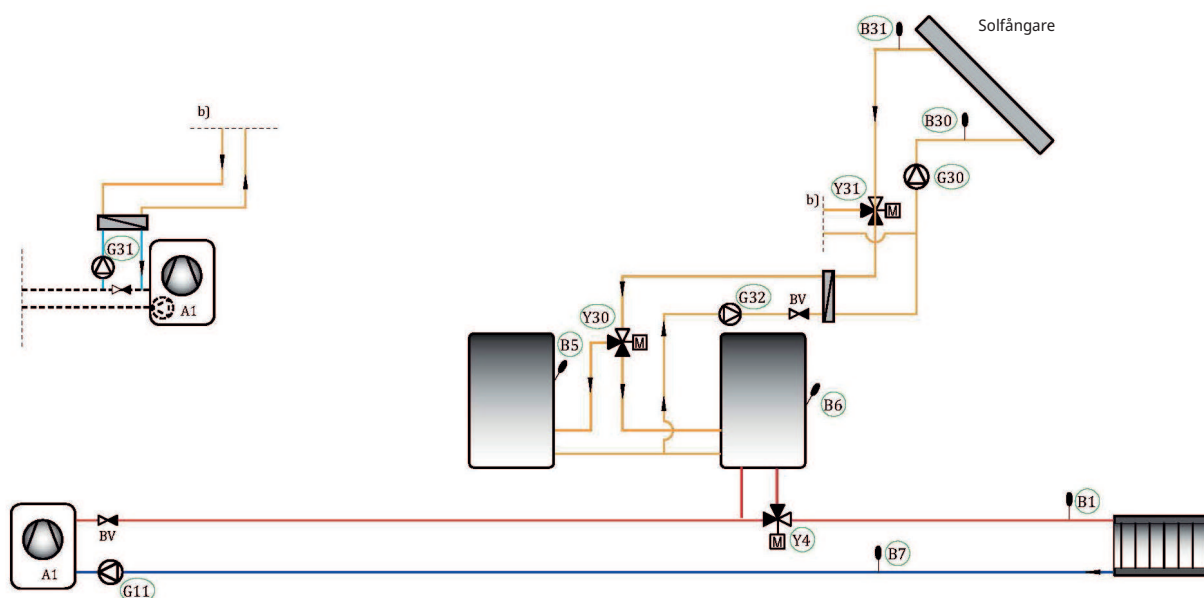 B31
Solfångare
b)
B30
G30
Y31
b)
M
G31
A1
G32
BV
Y30
M
B5
B6
B1
BV
Y4
M
B7
A1
G11